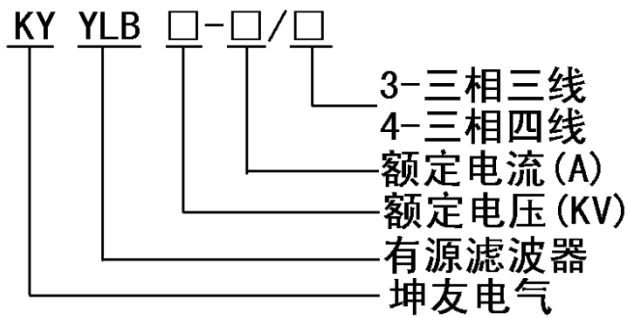 KY YLB □-□/□
3-三相三线
4-三相四线
额定电流(A)
额定电压(KV)
有源滤波器
坤友电气